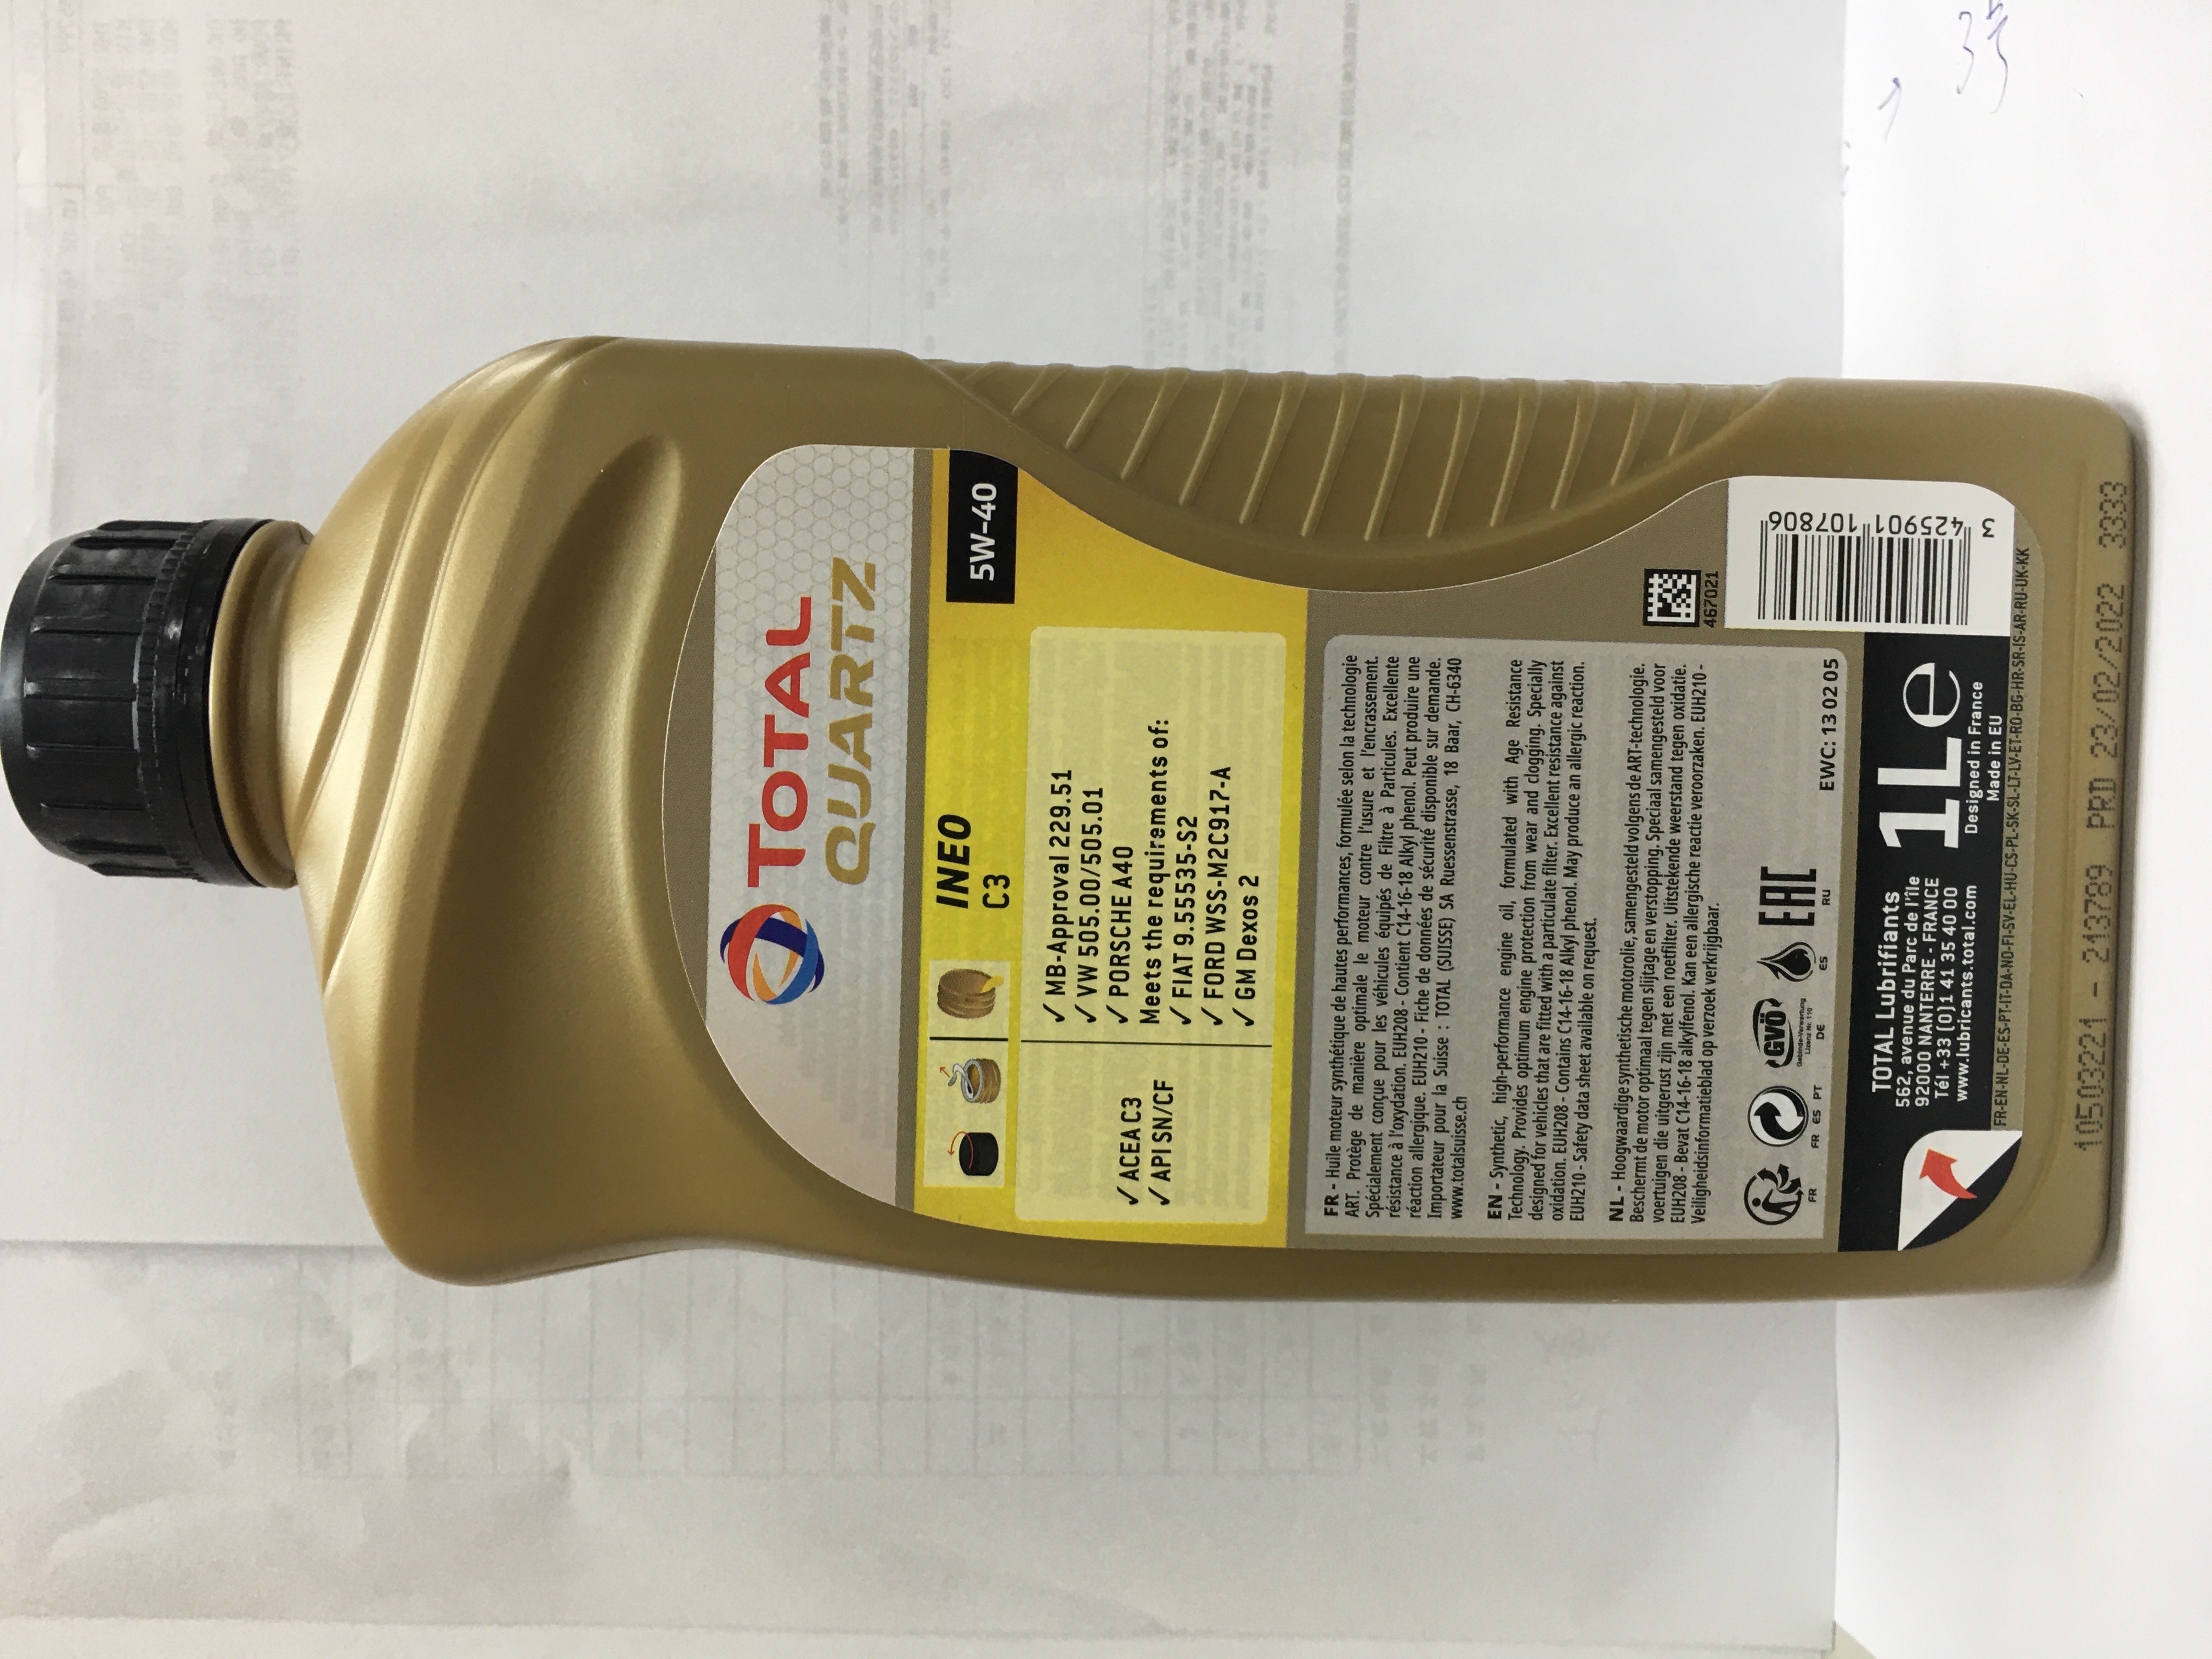 TOTAL
QUARTZ
INEO
C3
5W-40
✓ ACEA C3
✓ API SN/CF
✓ MB-Approval 229.51
✓ VW 505.00/505.01
✓ PORSCHE A40
Meets the requirements of:
✓ FIAT 9.55535-S2
✓ FORD WSS-M2C917-A
✓ GM Dexos 2
FR - Huile moteur synthétique de hautes performances, formulée selon la technologie
ART. Protège de manière optimale le moteur contre l'usure et l'encrassement.
Spécialement conçue pour les véhicules équipés de Filtre à Particules. Excellente
résistance à l'oxydation. EUH208 - Contient C14-16-18 Alkyl phenol. Peut produire une
réaction allergique. EUH210 - Fiche de données de sécurité disponible sur demande.
Importateur pour la Suisse : TOTAL (SUISSE) SA Ruessenstrasse, 18 Baar, CH-6340
www.totalsuisse.ch
EN - Synthetic, high-performance engine oil, formulated with Age Resistance
Technology. Provides optimum engine protection from wear and clogging. Specially
designed for vehicles that are fitted with a particulate filter. Excellent resistance against
oxidation. EUH208 - Contains C14-16-18 Alkyl phenol. May produce an allergic reaction.
EUH210 - Safety data sheet available on request.
NL - Hoogwaardige synthetische motorolie, samengesteld volgens de ART-technologie.
Beschermt de motor optimaal tegen slijtage en verstopping. Speciaal samengesteld voor
voertuigen die uitgerust zijn met een roetfilter. Uitstekende weerstand tegen oxidatie.
EUH208 - Bevat C14-16-18 alkylfenol. Kan een allergische reactie veroorzaken. EUH210 -
Veiligheidsinformatieblad op verzoek verkrijgbaar.
467021
GVÖ
Gebinde-Verwertung
Lizenz Nr. 110
EAC
FR
FR ES PT
DE
ES
RU
EWC: 13 02 05
TOTAL Lubrifiants
562, avenue du Parc de l'île
92000 NANTERRE - FRANCE
Tél +33 (0)1 41 35 40 00
www.lubricants.total.com
1Le
Designed in France
Made in EU
3 425901 107806
FR-EN-NL-DE-ES-PT-IT-DA-NO-FI-SV-EL-HU-CS-PL-SK-SL-LT-LV-ET-RO-BG-HR-SR-IS-AR-RU-UK-KK
10503221 - 213789 PRD 23/02/2022 3333